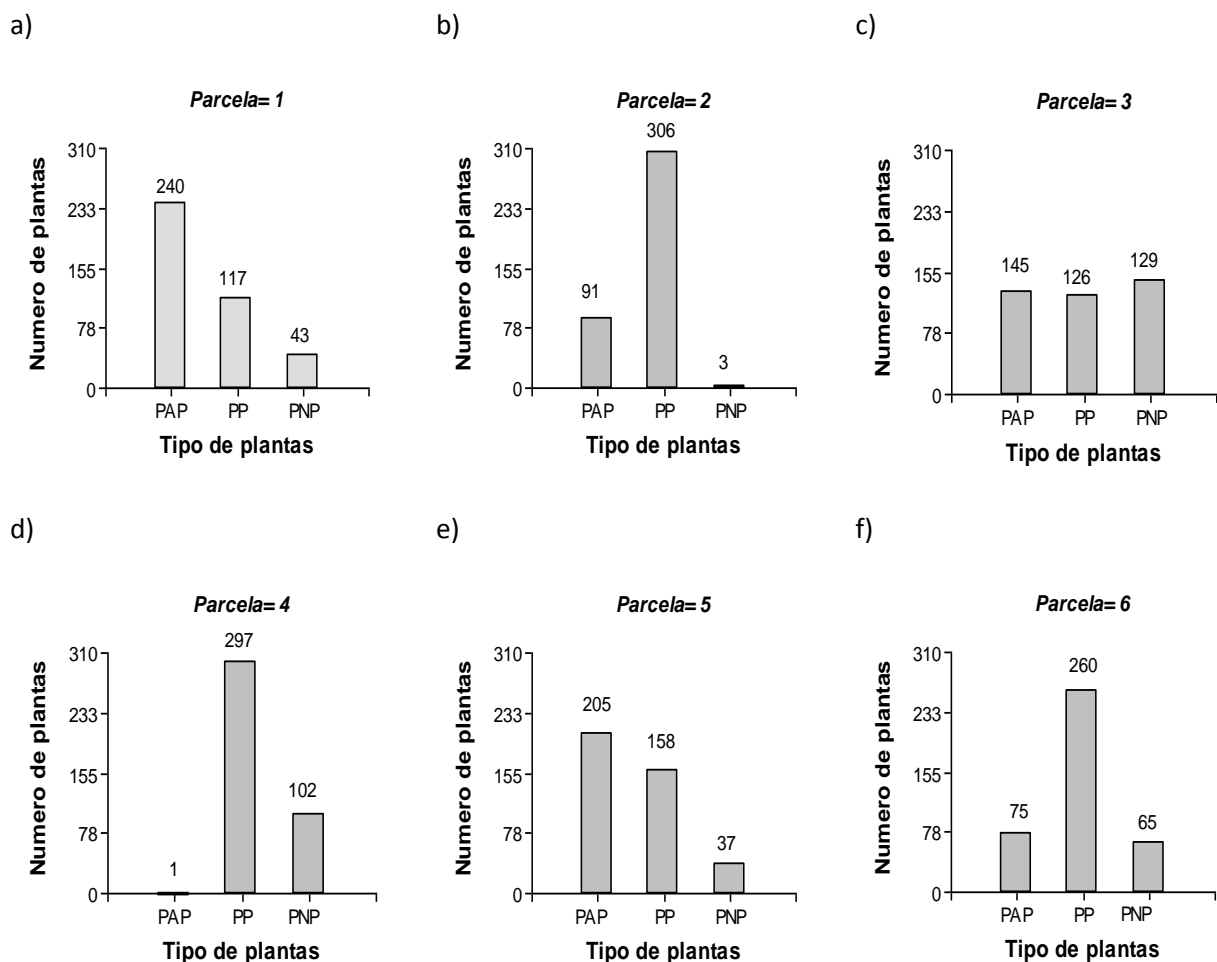 a)
Parcela= 1
Numero de plantas
310
233
155
78
0
240
117
43
PAP PP PNP
Tipo de plantas
b)
Parcela= 2
Numero de plantas
310
233
155
78
0
91
306
3
PAP PP PNP
Tipo de plantas
c)
Parcela= 3
Numero de plantas
310
233
155
78
0
145
126
129
PAP PP PNP
Tipo de plantas
d)
Parcela= 4
Numero de plantas
310
233
155
78
0
1
297
102
PAP PP PNP
Tipo de plantas
e)
Parcela= 5
Numero de plantas
310
233
155
78
0
205
158
37
PAP PP PNP
Tipo de plantas
f)
Parcela= 6
Numero de plantas
310
233
155
78
0
75
260
65
PAP PP PNP
Tipo de plantas